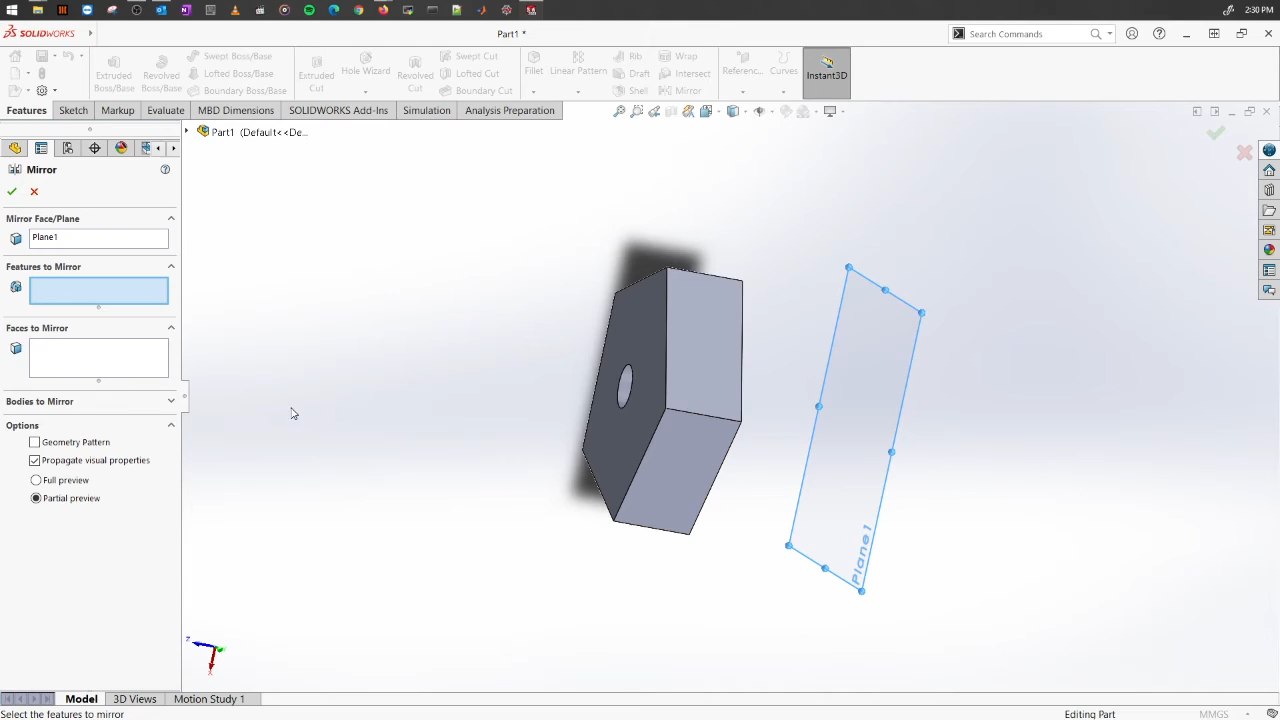 2:30 PM
SOLIDWORKS
Part1 *
Search Commands
Extruded Boss/Base
Revolved Boss/Base
Swept Boss/Base
Lofted Boss/Base
Boundary Boss/Base
Extruded Cut
Hole Wizard
Revolved Cut
Swept Cut
Lofted Cut
Boundary Cut
Fillet
Linear Pattern
Rib
Draft
Shell
Wrap
Intersect
Mirror
Referenc...
Curves
Instant3D
Features
Sketch
Markup
Evaluate
MBD Dimensions
SOLIDWORKS Add-Ins
Simulation
Analysis Preparation
Part1 (Default<<De...
Mirror
Mirror Face/Plane
Plane1
Features to Mirror
Faces to Mirror
Bodies to Mirror
Options
Geometry Pattern
Propagate visual properties
Full preview
Partial preview
Plane1
Z
X
Model
3D Views
Motion Study 1
Select the features to mirror
Editing Part
MMGS